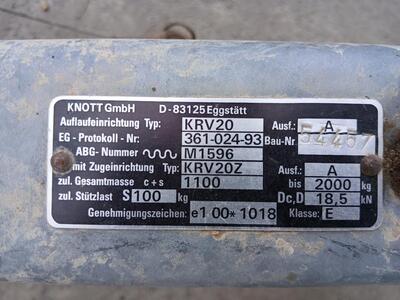 KNOTT GmbH D-83125 Eggstätt
Auflaufeinrichtung Typ: KRV20 Ausf.: A
EG - Protokoll - Nr: 361-024-93 Bau-Nr 54457
ABG - Nummer M1596
mit Zugeinrichtung Typ: KRV20Z Ausf.: A
zul. Gesamtmasse c + s 1100 bis 2000 kg
zul. Stützlast S 100 kg Dc,D 18,5 kN
Genehmigungszeichen: e1 00* 1018 Klasse: E